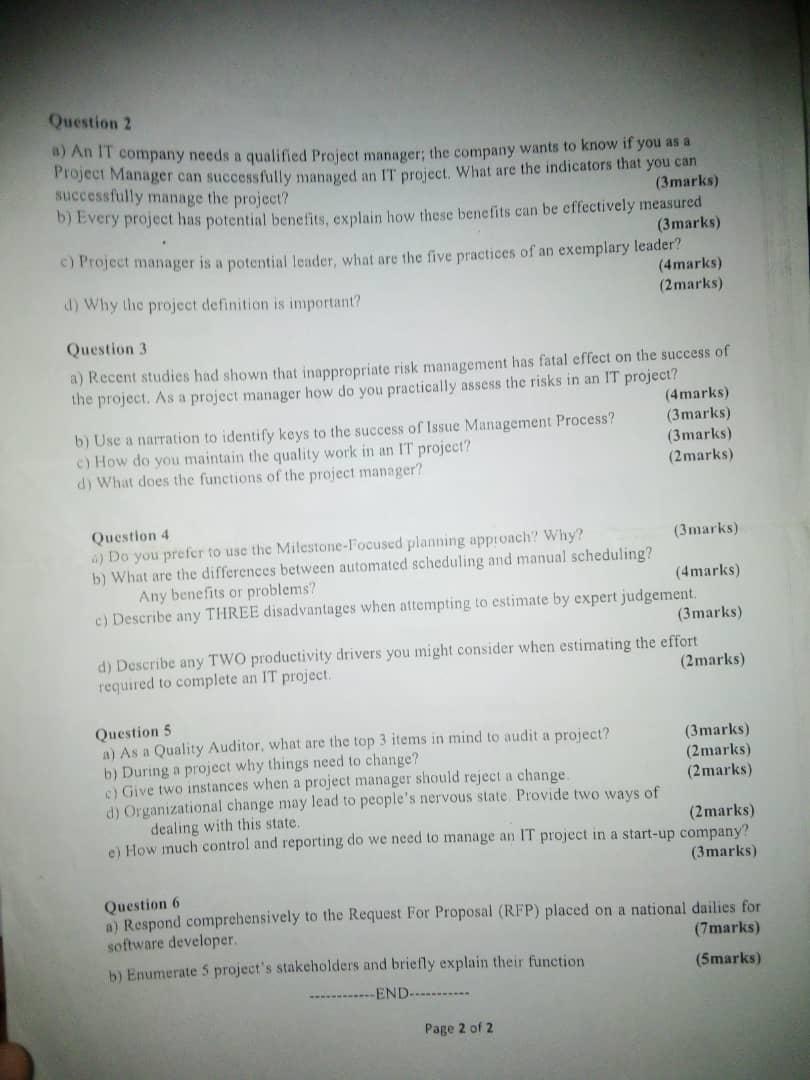 Question 2
a) An IT company needs a qualified Project manager; the company wants to know if you as a
Project Manager can successfully managed an IT project. What are the indicators that you can
successfully manage the project? (3marks)
b) Every project has potential benefits, explain how these benefits can be effectively measured
(3marks)
c) Project manager is a potential leader, what are the five practices of an exemplary leader?
(4marks)
d) Why the project definition is important? (2marks)
Question 3
a) Recent studies had shown that inappropriate risk management has fatal effect on the success of
the project. As a project manager how do you practically assess the risks in an IT project?
(4marks)
b) Use a narration to identify keys to the success of Issue Management Process? (3marks)
c) How do you maintain the quality work in an IT project? (3marks)
d) What does the functions of the project manager? (2marks)
Question 4
a) Do you prefer to use the Milestone-Focused planning approach? Why? (3marks)
b) What are the differences between automated scheduling and manual scheduling?
Any benefits or problems? (4marks)
c) Describe any THREE disadvantages when attempting to estimate by expert judgement.
(3marks)
d) Describe any TWO productivity drivers you might consider when estimating the effort
required to complete an IT project. (2marks)
Question 5
a) As a Quality Auditor, what are the top 3 items in mind to audit a project? (3marks)
b) During a project why things need to change? (2marks)
c) Give two instances when a project manager should reject a change. (2marks)
d) Organizational change may lead to people's nervous state. Provide two ways of
dealing with this state. (2marks)
e) How much control and reporting do we need to manage an IT project in a start-up company?
(3marks)
Question 6
a) Respond comprehensively to the Request For Proposal (RFP) placed on a national dailies for
software developer. (7marks)
b) Enumerate 5 project's stakeholders and briefly explain their function (5marks)
------------END-----------
Page 2 of 2